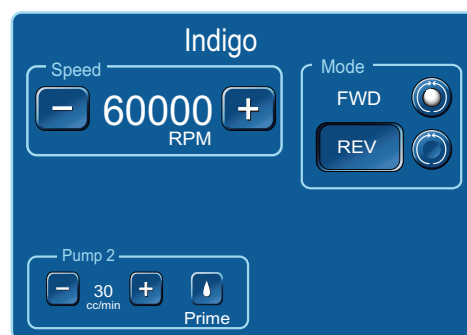 Indigo
Speed
− 60000 +
RPM
Mode
FWD
REV
Pump 2
− 30 +
cc/min
Prime